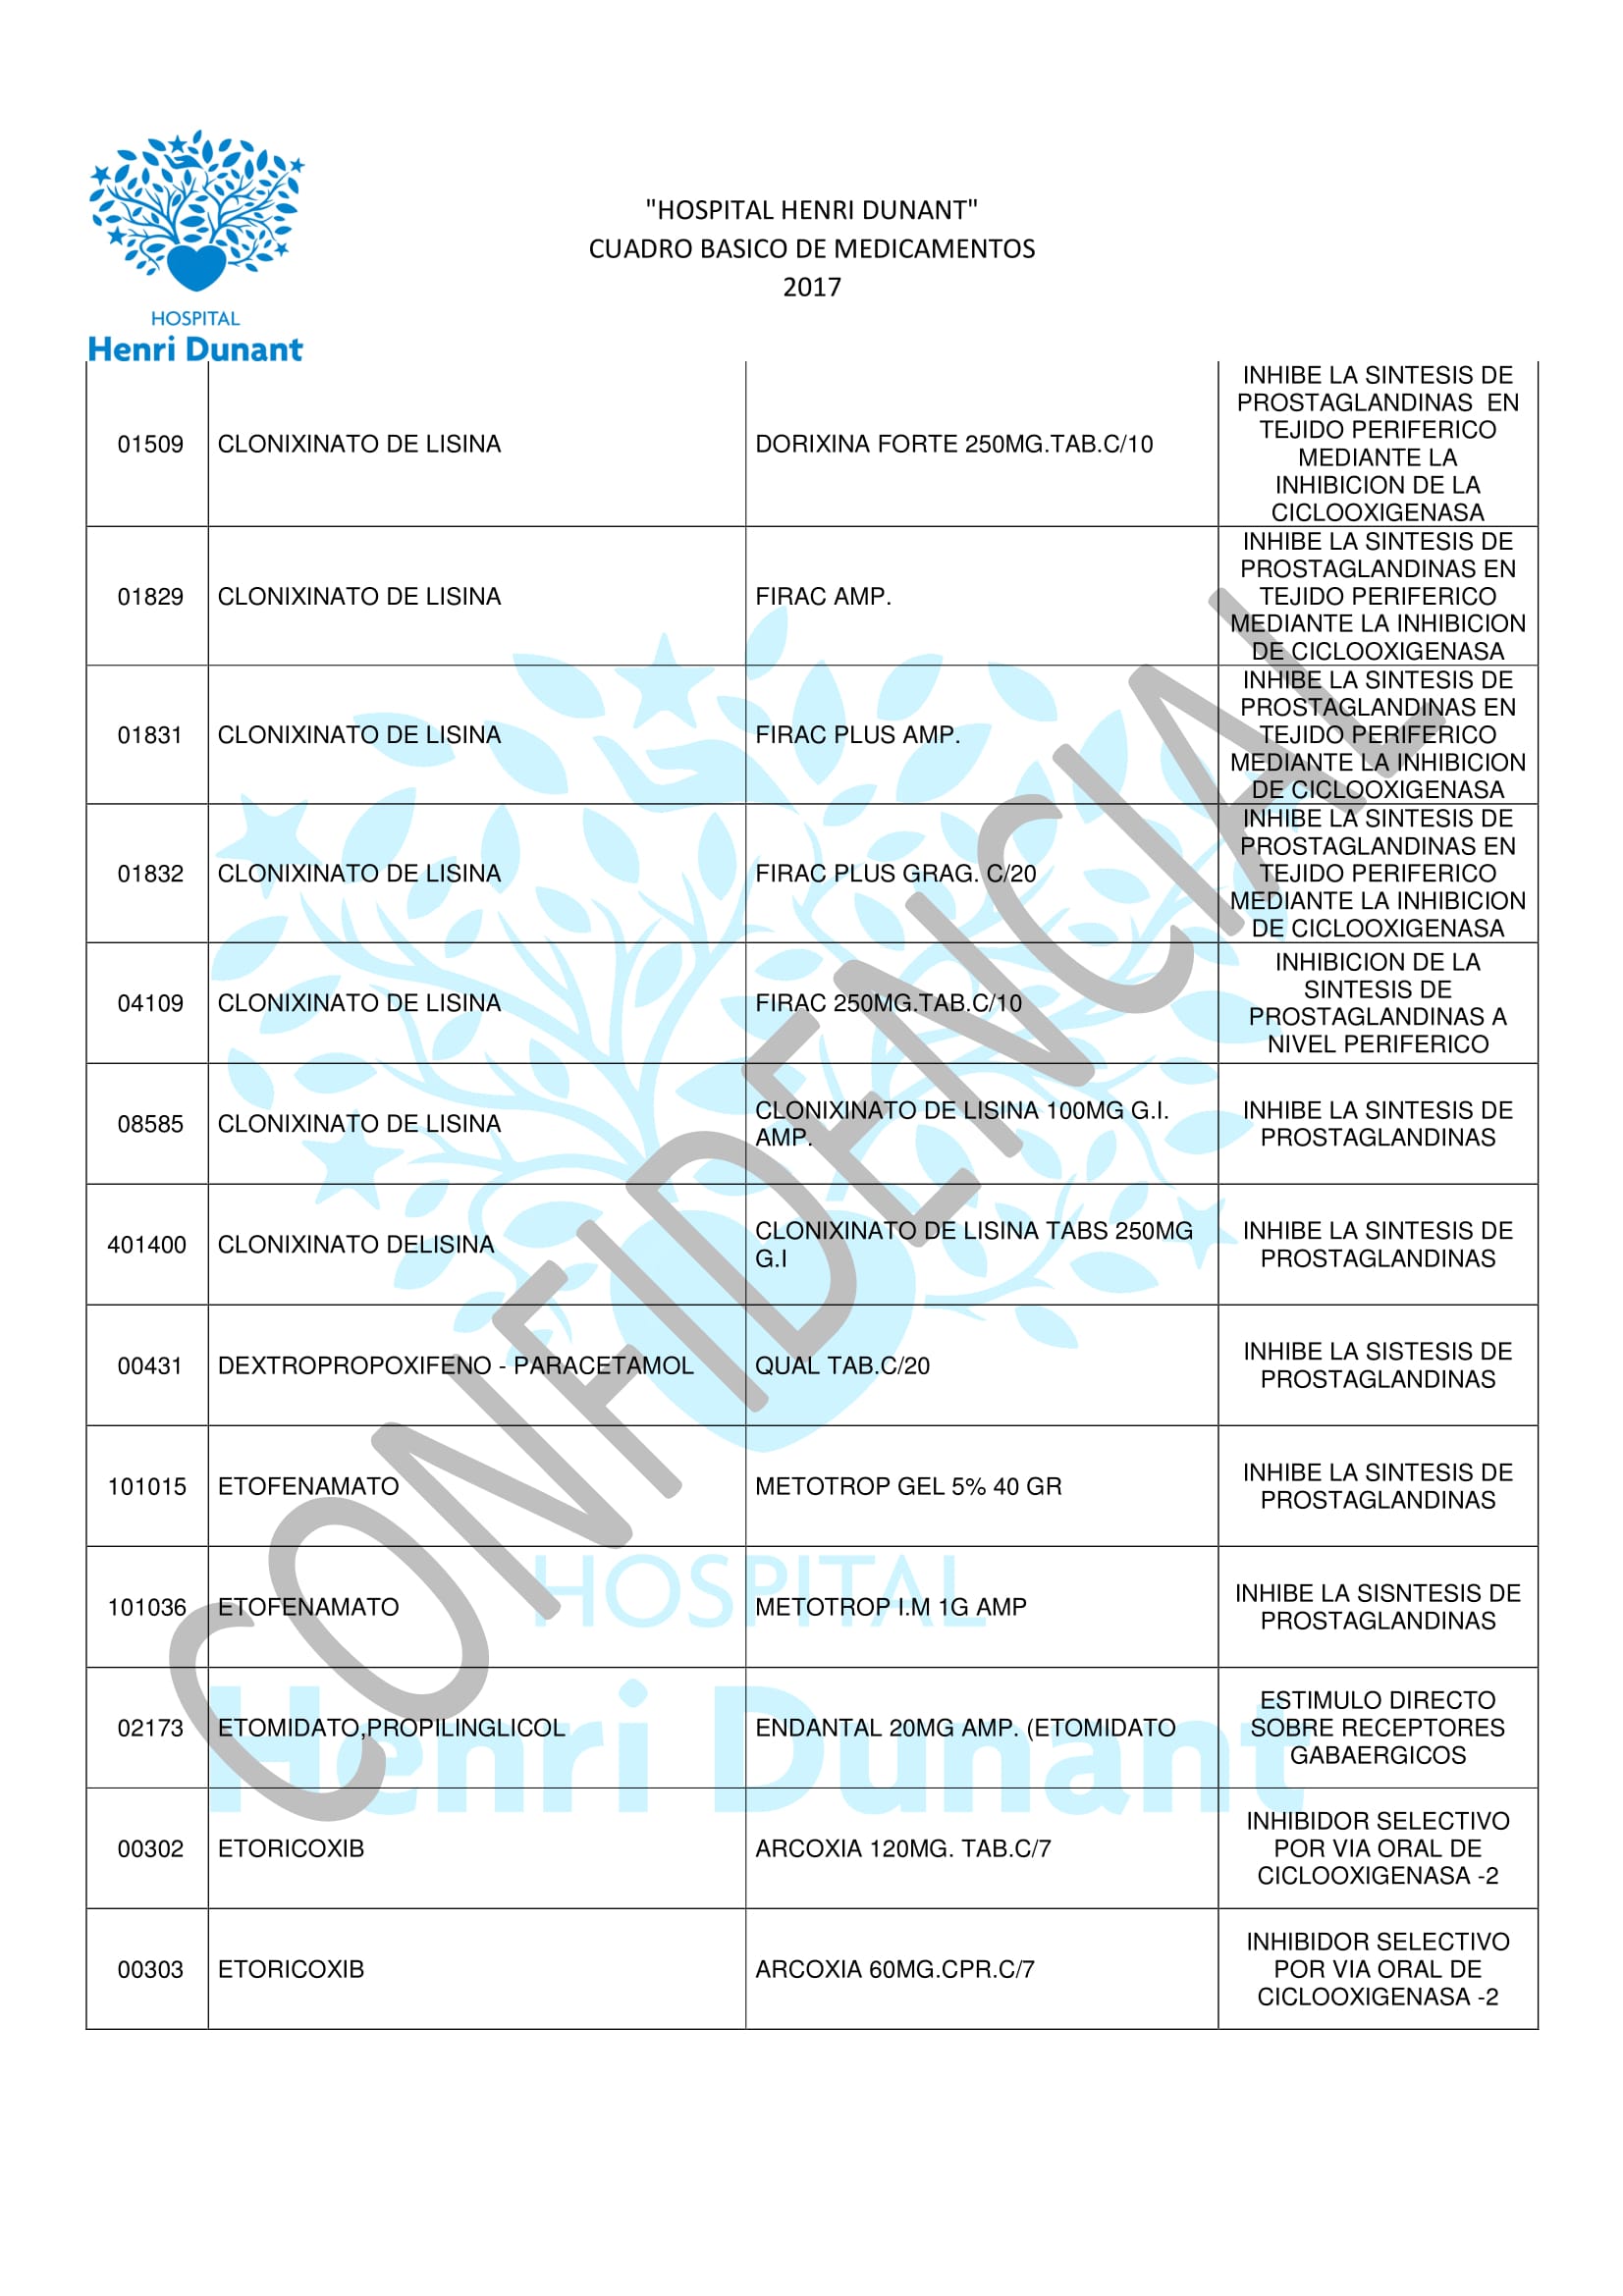 HOSPITAL
Henri Dunant
"HOSPITAL HENRI DUNANT"
CUADRO BASICO DE MEDICAMENTOS
2017
01509 CLONIXINATO DE LISINA DORIXINA FORTE 250MG.TAB.C/10 INHIBE LA SINTESIS DE
PROSTAGLANDINAS EN
TEJIDO PERIFERICO
MEDIANTE LA
INHIBICION DE LA
CICLOOXIGENASA
01829 CLONIXINATO DE LISINA FIRAC AMP. INHIBE LA SINTESIS DE
PROSTAGLANDINAS EN
TEJIDO PERIFERICO
MEDIANTE LA INHIBICION
DE CICLOOXIGENASA
01831 CLONIXINATO DE LISINA FIRAC PLUS AMP. INHIBE LA SINTESIS DE
PROSTAGLANDINAS EN
TEJIDO PERIFERICO
MEDIANTE LA INHIBICION
DE CICLOOXIGENASA
01832 CLONIXINATO DE LISINA FIRAC PLUS GRAG. C/20 INHIBE LA SINTESIS DE
PROSTAGLANDINAS EN
TEJIDO PERIFERICO
MEDIANTE LA INHIBICION
DE CICLOOXIGENASA
04109 CLONIXINATO DE LISINA FIRAC 250MG.TAB.C/10 INHIBICION DE LA
SINTESIS DE
PROSTAGLANDINAS A
NIVEL PERIFERICO
08585 CLONIXINATO DE LISINA CLONIXINATO DE LISINA 100MG G.I.
AMP. INHIBE LA SINTESIS DE
PROSTAGLANDINAS
401400 CLONIXINATO DELISINA CLONIXINATO DE LISINA TABS 250MG
G.I INHIBE LA SINTESIS DE
PROSTAGLANDINAS
00431 DEXTROPROPOXIFENO - PARACETAMOL QUAL TAB.C/20 INHIBE LA SISTESIS DE
PROSTAGLANDINAS
101015 ETOFENAMATO METOTROP GEL 5% 40 GR INHIBE LA SINTESIS DE
PROSTAGLANDINAS
101036 ETOFENAMATO METOTROP I.M 1G AMP INHIBE LA SISNTESIS DE
PROSTAGLANDINAS
02173 ETOMIDATO,PROPILINGLICOL ENDANTAL 20MG AMP. (ETOMIDATO ESTIMULO DIRECTO
SOBRE RECEPTORES
GABAERGICOS
00302 ETORICOXIB ARCOXIA 120MG. TAB.C/7 INHIBIDOR SELECTIVO
POR VIA ORAL DE
CICLOOXIGENASA -2
00303 ETORICOXIB ARCOXIA 60MG.CPR.C/7 INHIBIDOR SELECTIVO
POR VIA ORAL DE
CICLOOXIGENASA -2
CONFIDENCIAL
HOSPITAL
Henri Dunant